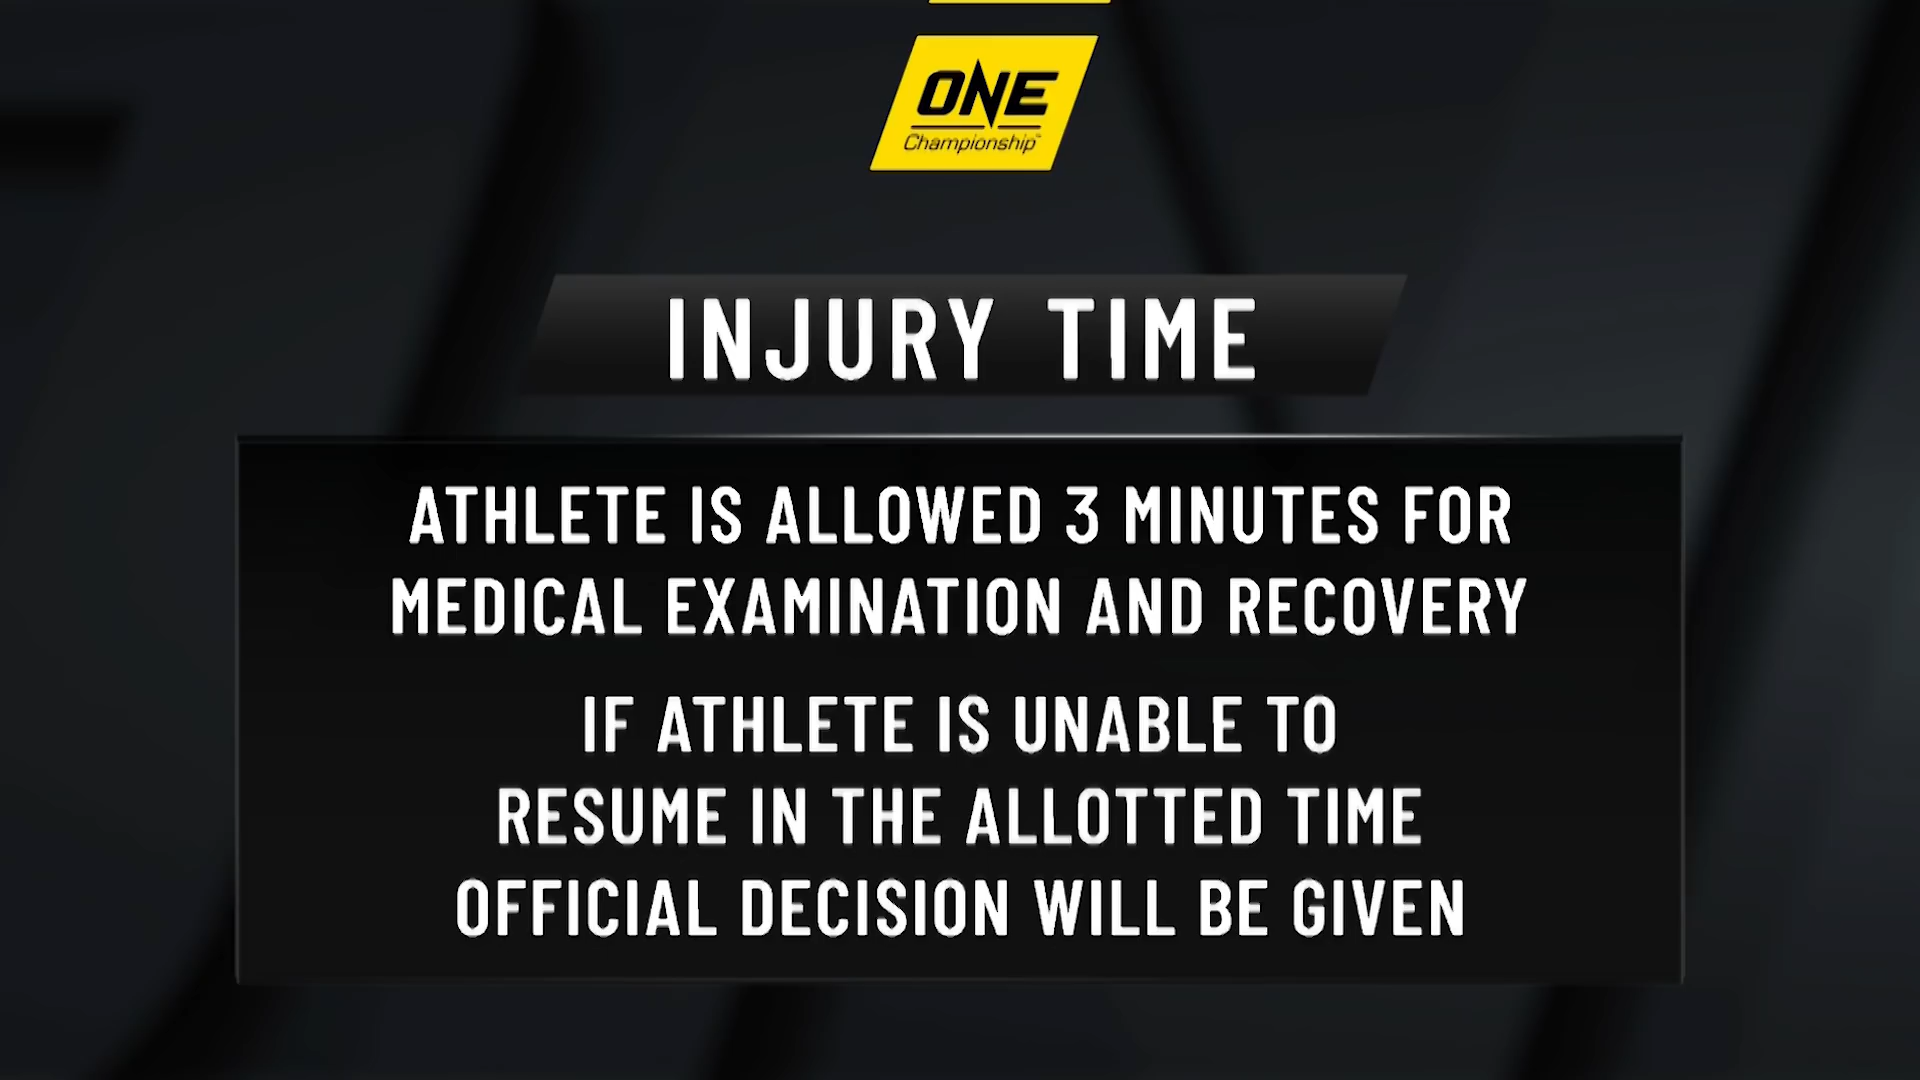 ONE
Championship™
INJURY TIME
ATHLETE IS ALLOWED 3 MINUTES FOR
MEDICAL EXAMINATION AND RECOVERY
IF ATHLETE IS UNABLE TO
RESUME IN THE ALLOTTED TIME
OFFICIAL DECISION WILL BE GIVEN